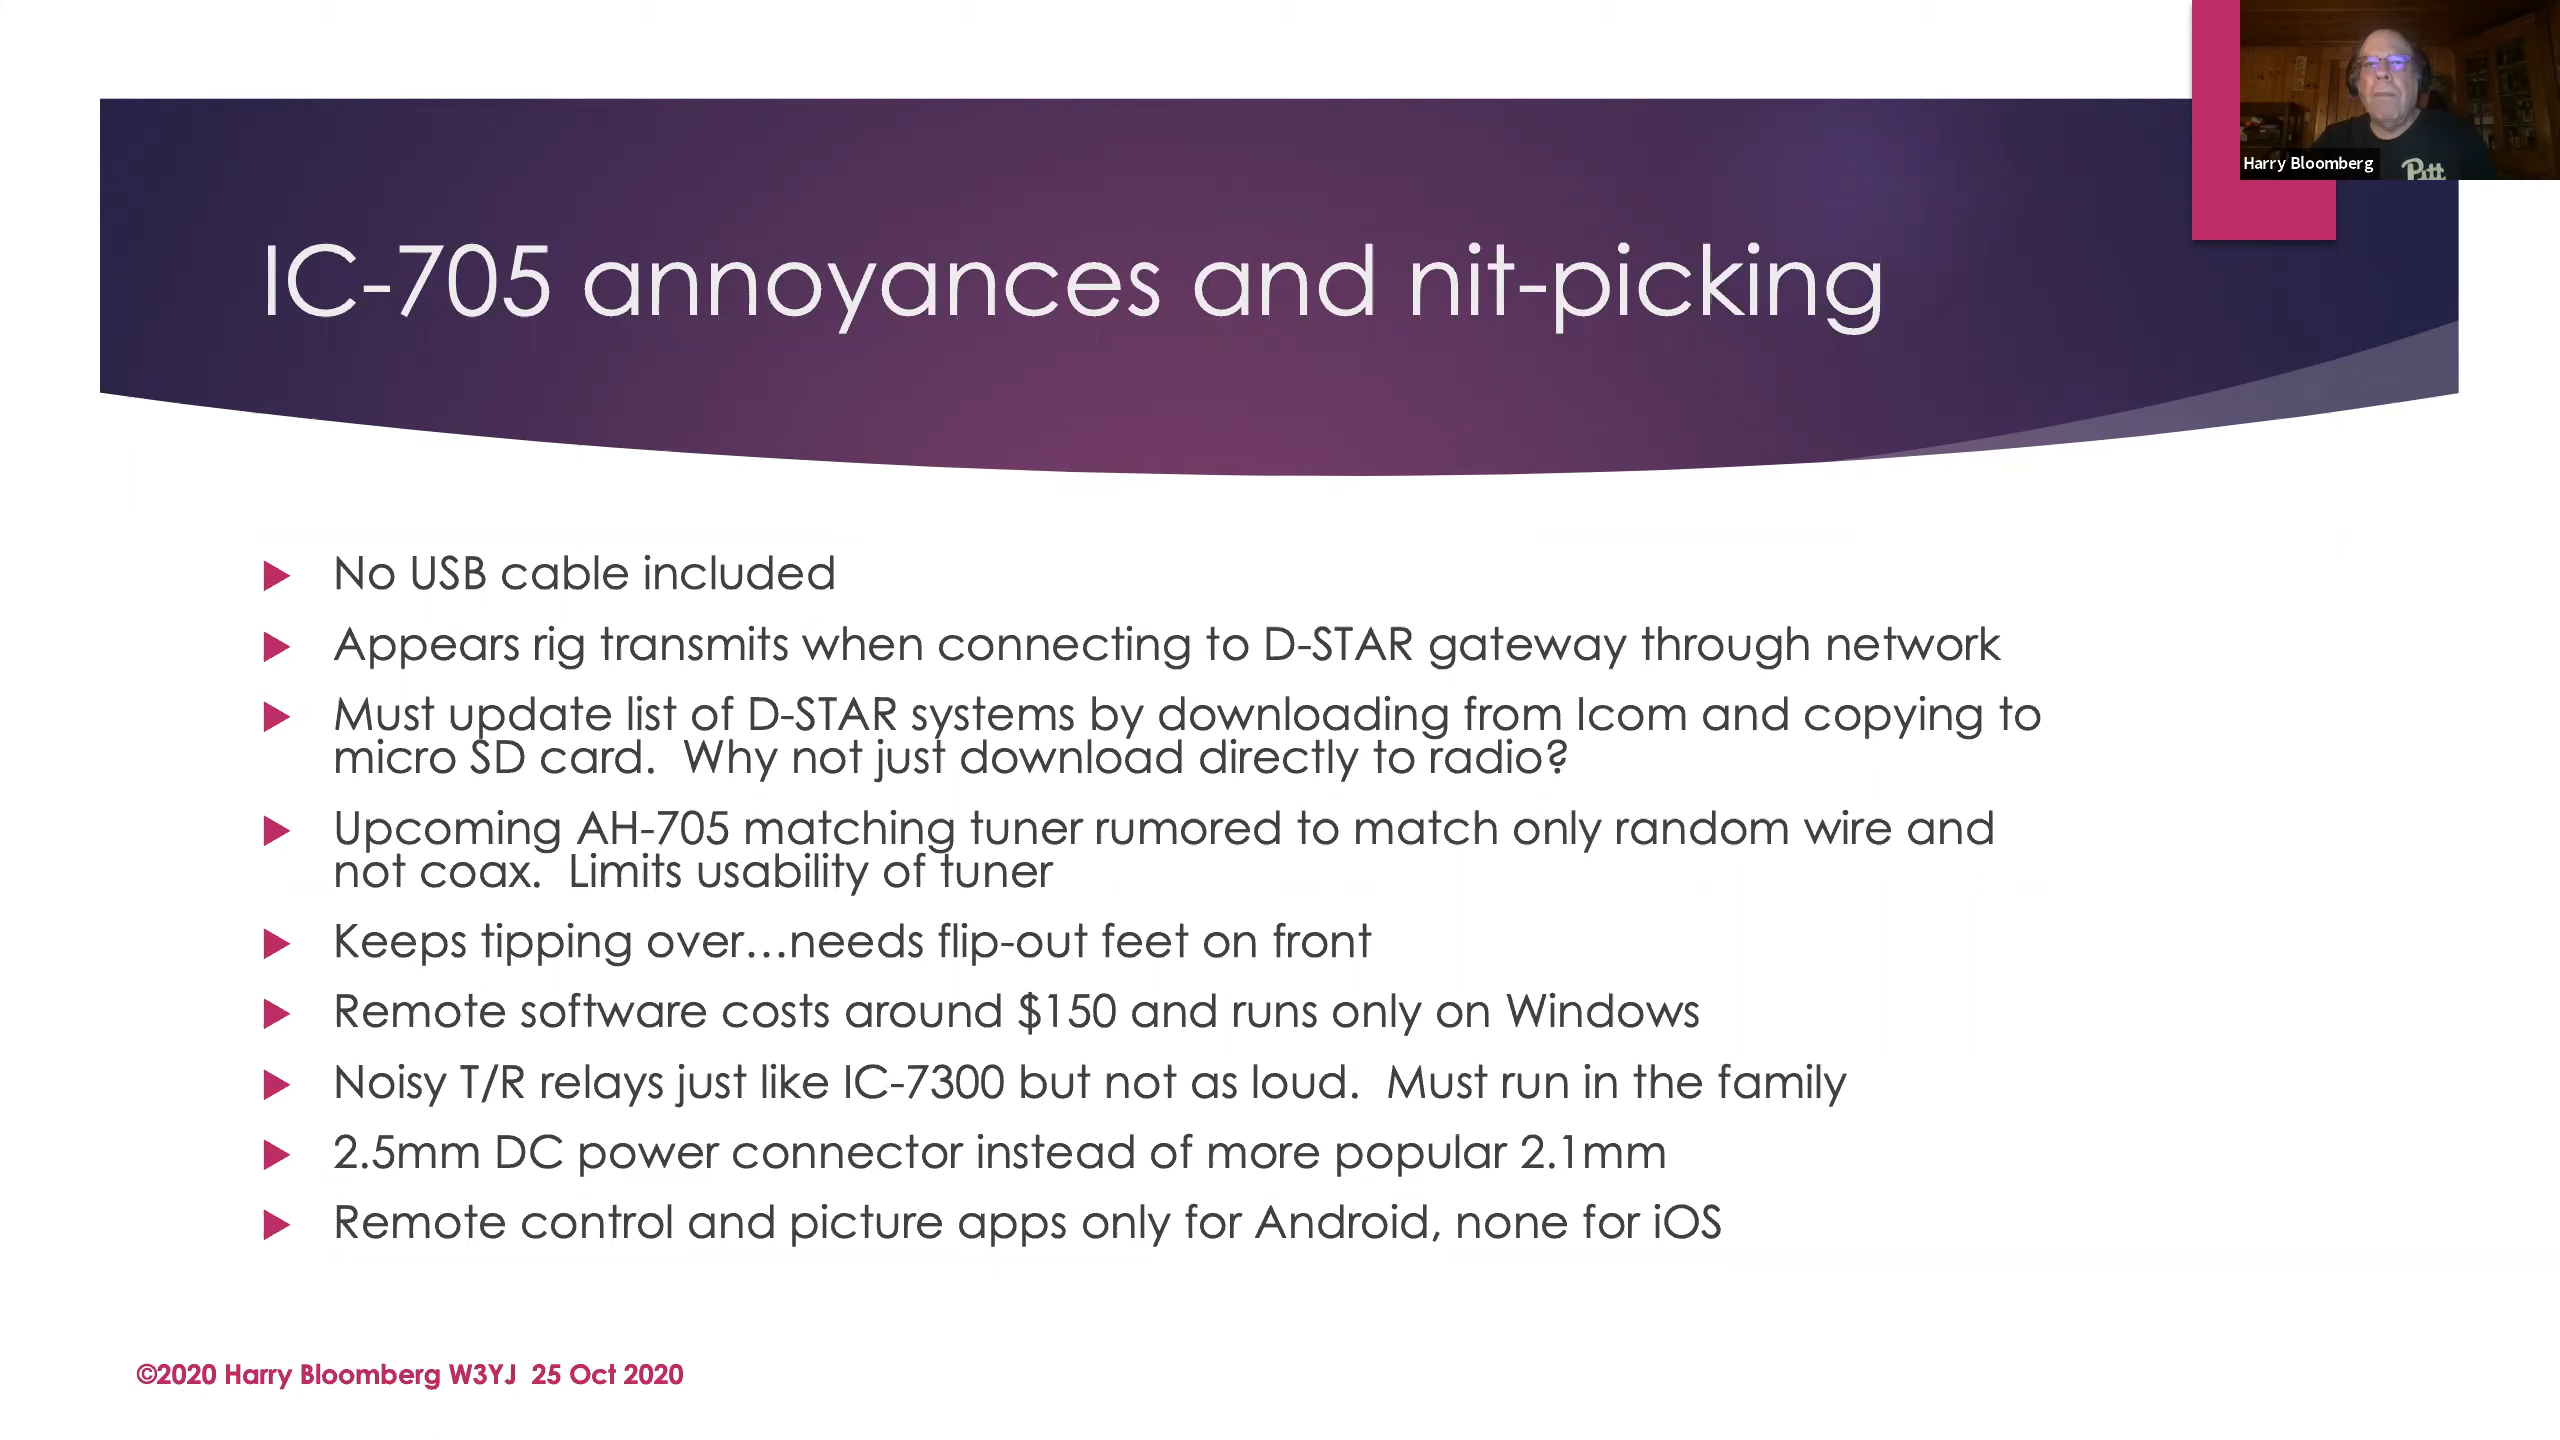 Harry Bloomberg
Pitt
IC-705 annoyances and nit-picking
No USB cable included
Appears rig transmits when connecting to D-STAR gateway through network
Must update list of D-STAR systems by downloading from Icom and copying to
micro SD card.  Why not just download directly to radio?
Upcoming AH-705 matching tuner rumored to match only random wire and
not coax.  Limits usability of tuner
Keeps tipping over…needs flip-out feet on front
Remote software costs around $150 and runs only on Windows
Noisy T/R relays just like IC-7300 but not as loud.  Must run in the family
2.5mm DC power connector instead of more popular 2.1mm
Remote control and picture apps only for Android, none for iOS
©2020 Harry Bloomberg W3YJ  25 Oct 2020